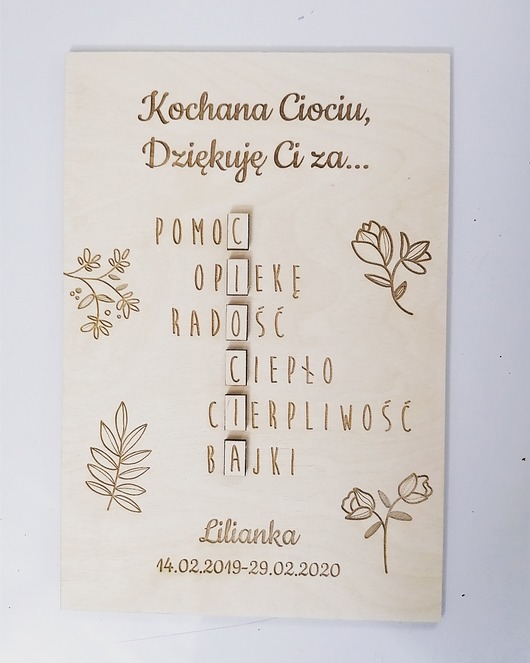 Kochana Ciociu,
Dziękuję Ci za...
POMOC
OPIEKĘ
RADOŚĆ
CIEPŁO
CIERPLIWOŚĆ
BAJKI
Lilianka
14.02.2019-29.02.2020